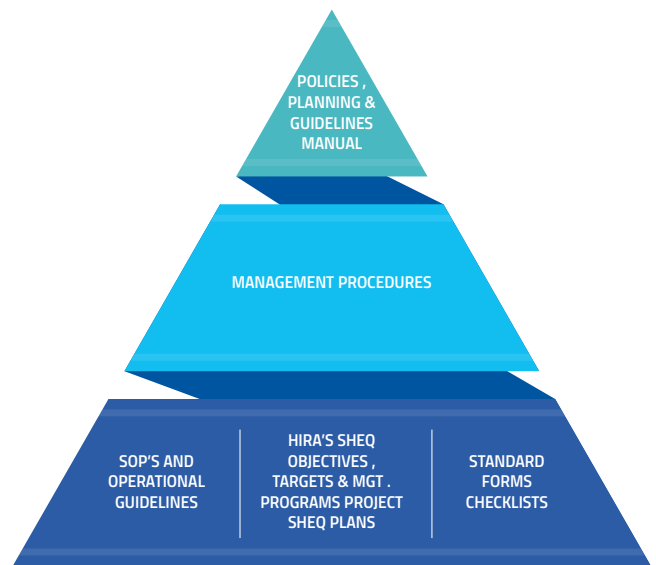 POLICIES ,
PLANNING &
GUIDELINES
MANUAL
MANAGEMENT PROCEDURES
SOP'S AND
OPERATIONAL
GUIDELINES
HIRA'S SHEQ
OBJECTIVES ,
TARGETS & MGT .
PROGRAMS PROJECT
SHEQ PLANS
STANDARD
FORMS
CHECKLISTS